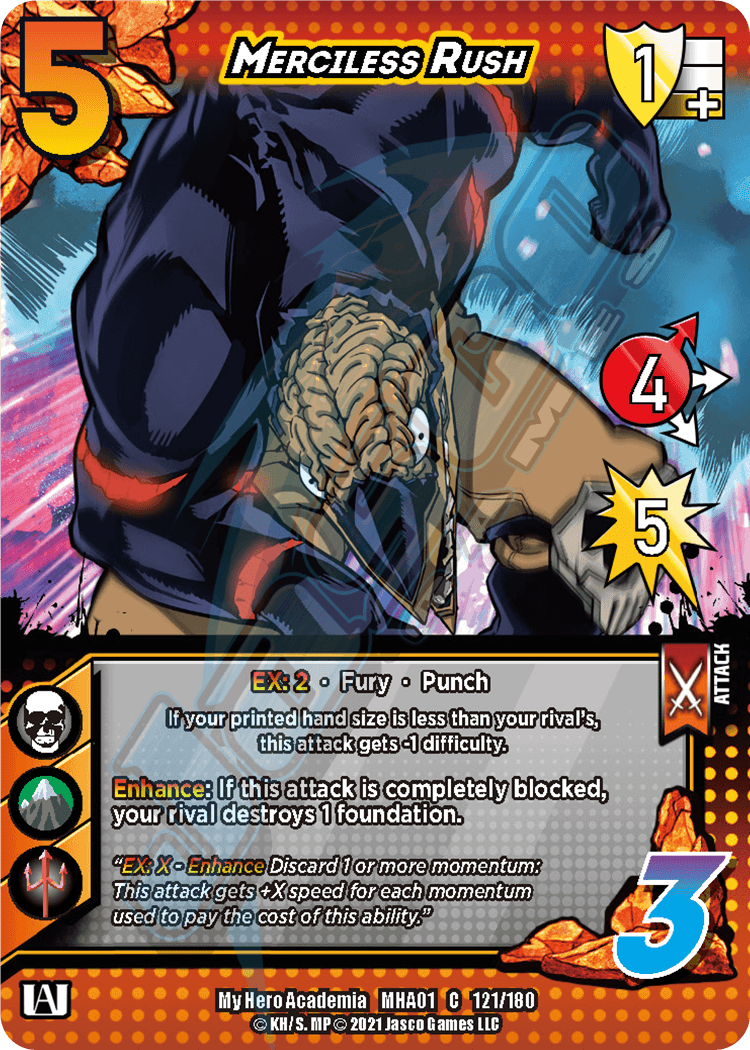 5
MERCILESS RUSH
1
+
4
5
ATTACK
EX: 2 • Fury • Punch
If your printed hand size is less than your rival's,
this attack gets -1 difficulty.
Enhance: If this attack is completely blocked,
your rival destroys 1 foundation.
"EX: X - Enhance Discard 1 or more momentum:
This attack gets +X speed for each momentum
used to pay the cost of this ability."
3
UA
My Hero Academia MHA01 C 121/180
© KH/S. MP © 2021 Jasco Games LLC